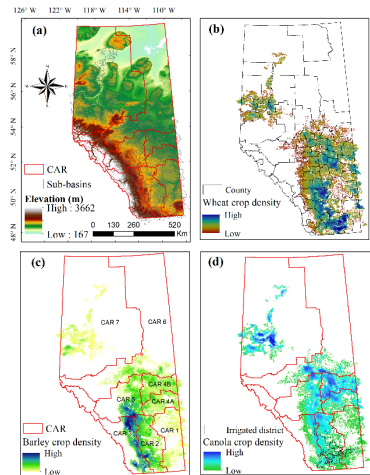 126° W 122° W 118° W 114° W 110° W
(a)
58° N
56° N
54° N
52° N
50° N
48° N
CAR
Sub-basins
Elevation (m)
High : 3662
Low : 167
0 130 260 520
Km
(b)
County
Wheat crop density
High
Low
(c)
CAR 7
CAR 6
CAR 5
CAR 4B
CAR 4A
CAR 1
CAR 2
CAR
Barley crop density
High
Low
(d)
Irrigated district
Canola crop density
High
Low